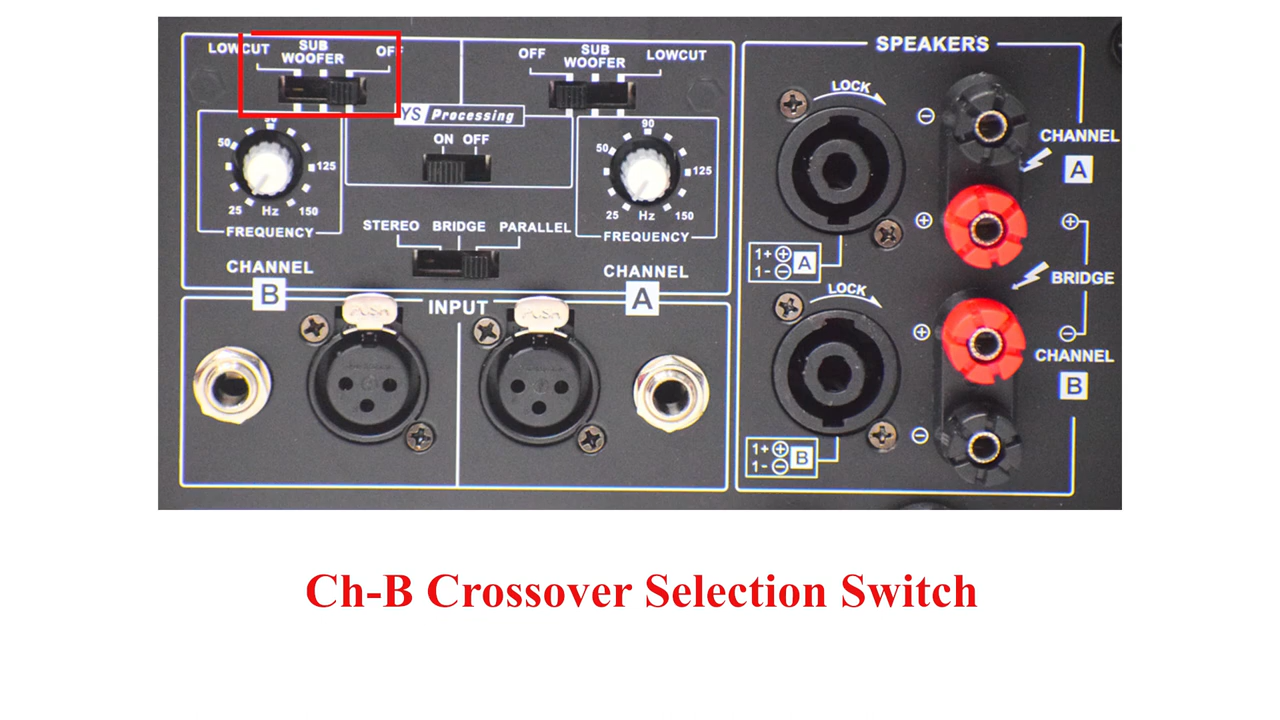 LOWCUT SUB WOOFER OFF
OFF SUB WOOFER LOWCUT
YS Processing
ON OFF
90
50
125
25 Hz 150
FREQUENCY
90
50
125
25 Hz 150
FREQUENCY
STEREO BRIDGE PARALLEL
CHANNEL
B
CHANNEL
A
INPUT
SPEAKERS
LOCK
CHANNEL
A
1+
1-
A
BRIDGE
LOCK
CHANNEL
B
1+
1-
B
Ch-B Crossover Selection Switch